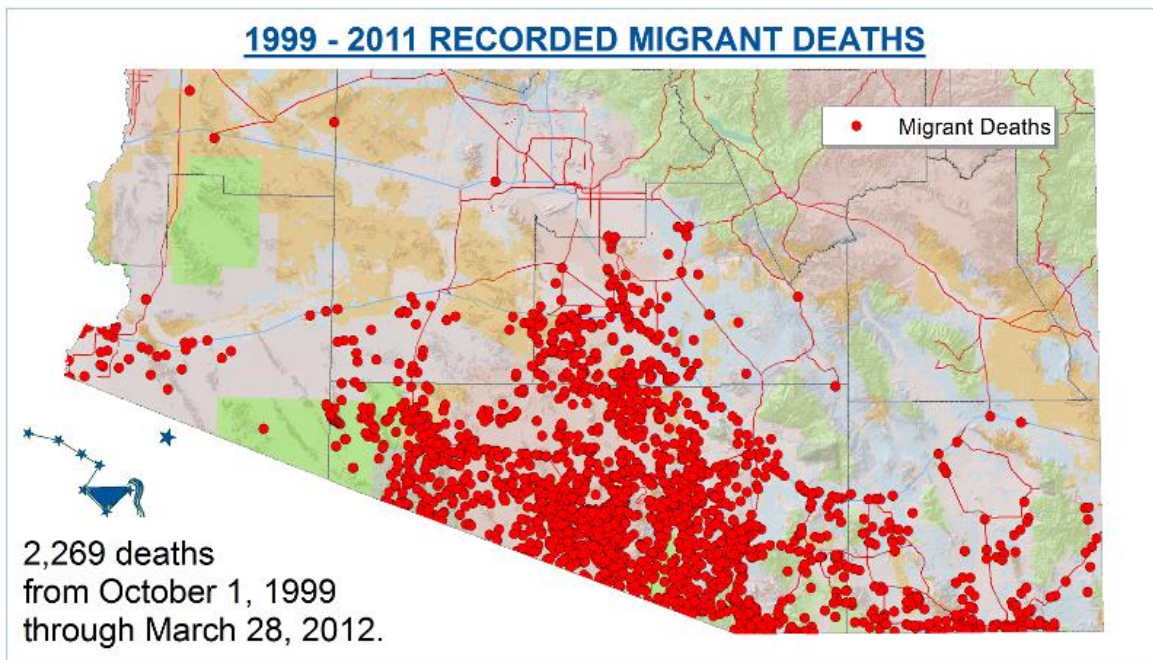 1999 - 2011 RECORDED MIGRANT DEATHS
Migrant Deaths
2,269 deaths
from October 1, 1999
through March 28, 2012.